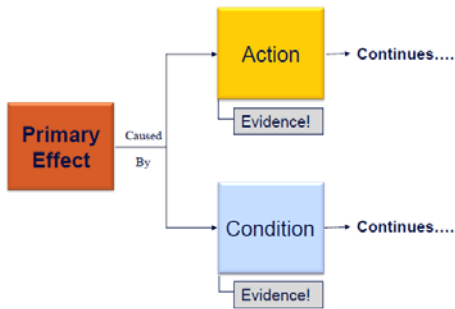 Action
Continues....
Evidence!
Primary
Effect
Caused
By
Condition
Continues....
Evidence!